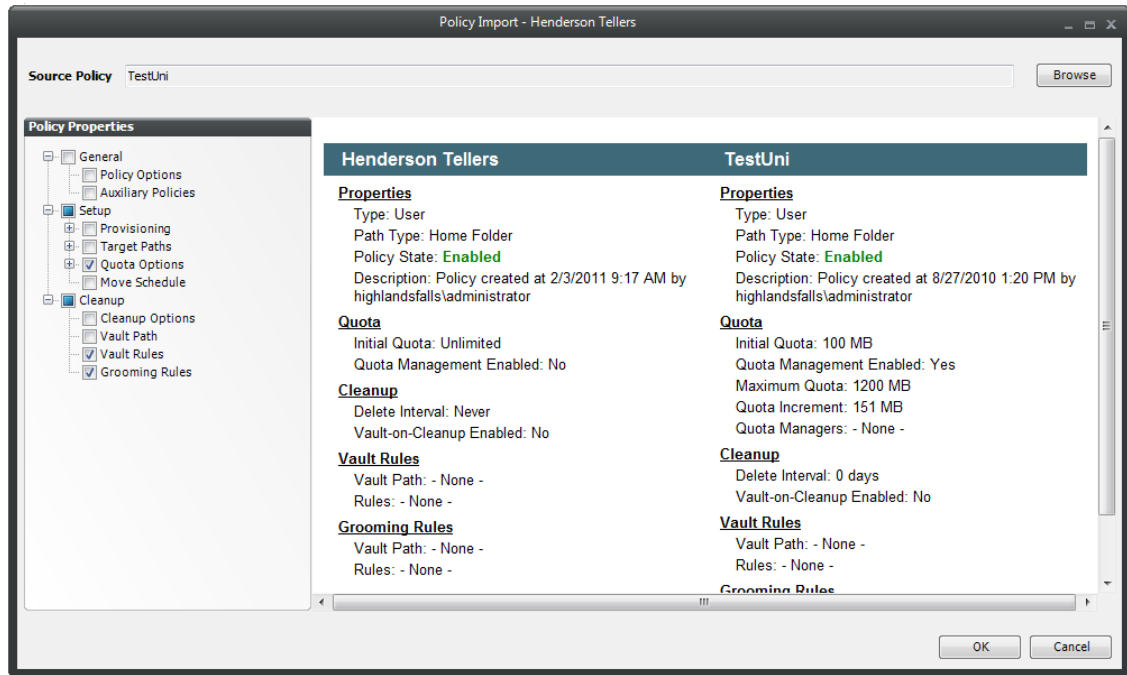 Policy Import - Henderson Tellers
Source Policy TestUni Browse
Policy Properties
General
Policy Options
Auxiliary Policies
Setup
Provisioning
Target Paths
Quota Options
Move Schedule
Cleanup
Cleanup Options
Vault Path
Vault Rules
Grooming Rules
Henderson Tellers
Properties
Type: User
Path Type: Home Folder
Policy State: Enabled
Description: Policy created at 2/3/2011 9:17 AM by
highlandsfalls\administrator
Quota
Initial Quota: Unlimited
Quota Management Enabled: No
Cleanup
Delete Interval: Never
Vault-on-Cleanup Enabled: No
Vault Rules
Vault Path: - None -
Rules: - None -
Grooming Rules
Vault Path: - None -
Rules: - None -
TestUni
Properties
Type: User
Path Type: Home Folder
Policy State: Enabled
Description: Policy created at 8/27/2010 1:20 PM by
highlandsfalls\administrator
Quota
Initial Quota: 100 MB
Quota Management Enabled: Yes
Maximum Quota: 1200 MB
Quota Increment: 151 MB
Quota Managers: - None -
Cleanup
Delete Interval: 0 days
Vault-on-Cleanup Enabled: No
Vault Rules
Vault Path: - None -
Rules: - None -
Grooming Rules
OK Cancel